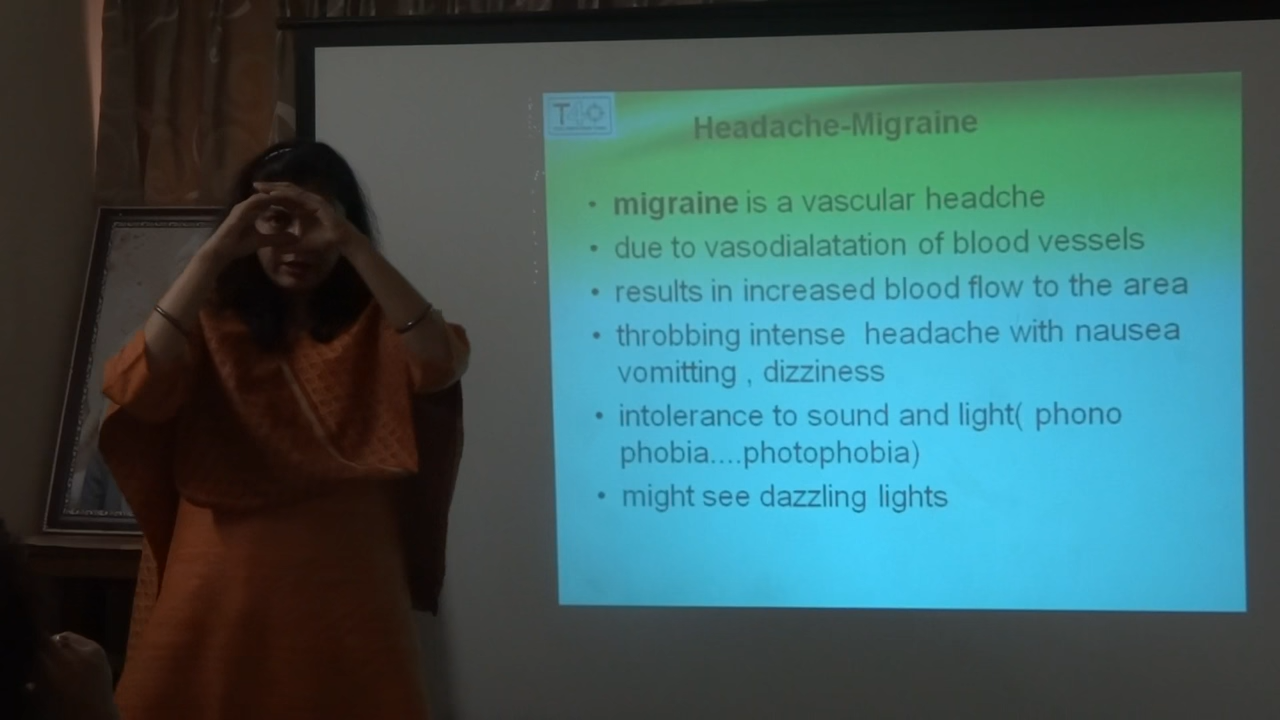 T4O
Headache-Migraine
• migraine is a vascular headche
• due to vasodialatation of blood vessels
• results in increased blood flow to the area
• throbbing intense headache with nausea
vomitting , dizziness
• intolerance to sound and light( phono
phobia....photophobia)
• might see dazzling lights